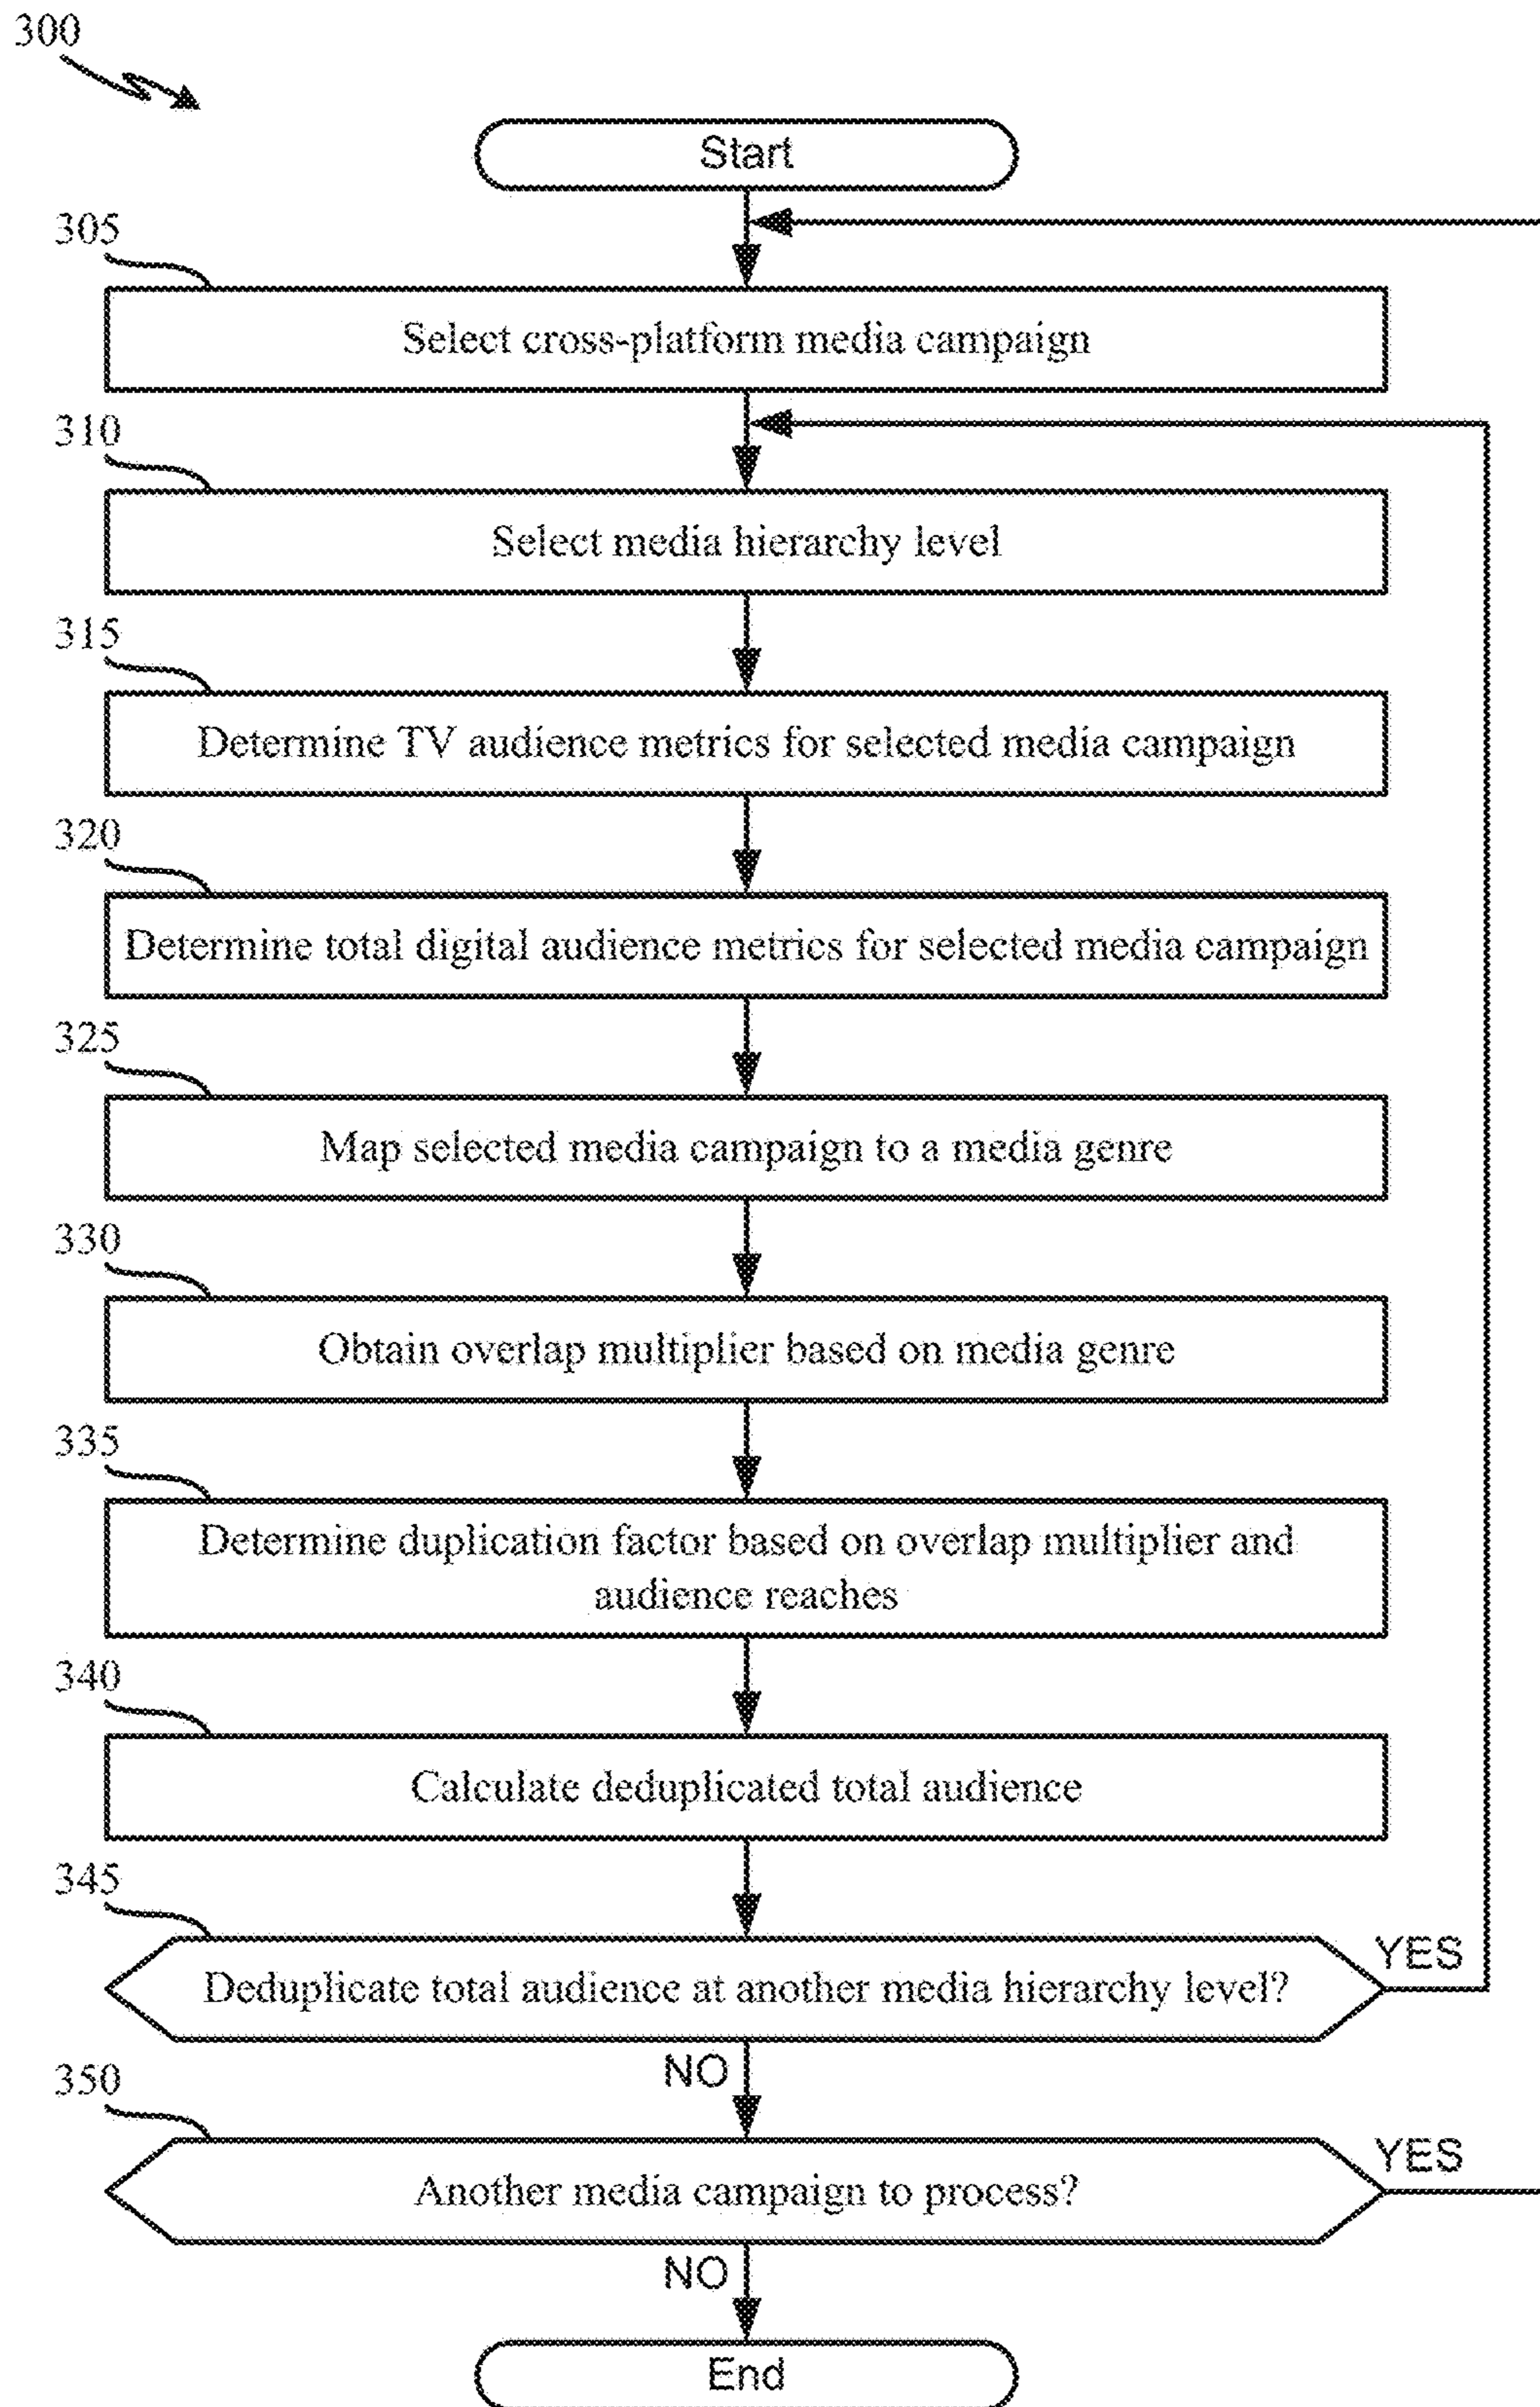 300
Start
305
Select cross-platform media campaign
310
Select media hierarchy level
315
Determine TV audience metrics for selected media campaign
320
Determine total digital audience metrics for selected media campaign
325
Map selected media campaign to a media genre
330
Obtain overlap multiplier based on media genre
335
Determine duplication factor based on overlap multiplier and
audience reaches
340
Calculate deduplicated total audience
345
YES
Deduplicate total audience at another media hierarchy level?
NO
350
YES
Another media campaign to process?
NO
End